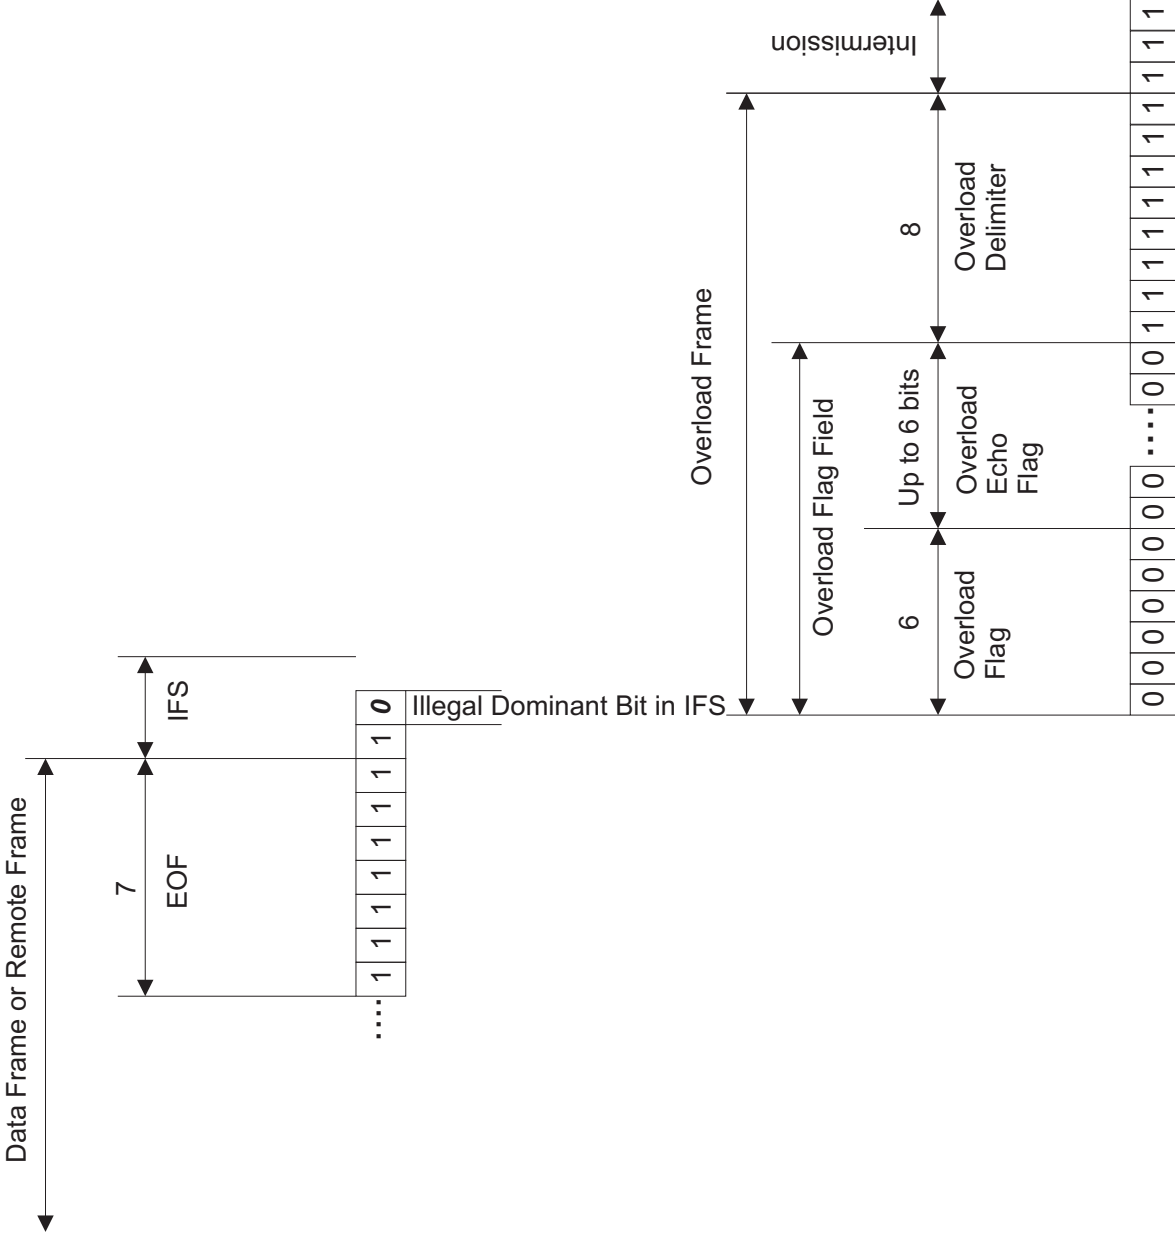 Data Frame or Remote Frame
7
EOF
IFS
.... 1 1 1 1 1 1 1 1 0
Illegal Dominant Bit in IFS
Overload Frame
Overload Flag Field
Intermission
6
Up to 6 bits
8
Overload
Flag
Overload
Echo
Flag
Overload
Delimiter
0 0 0 0 0 0 0 0 .... 0 0 1 1 1 1 1 1 1 1 1 1 1